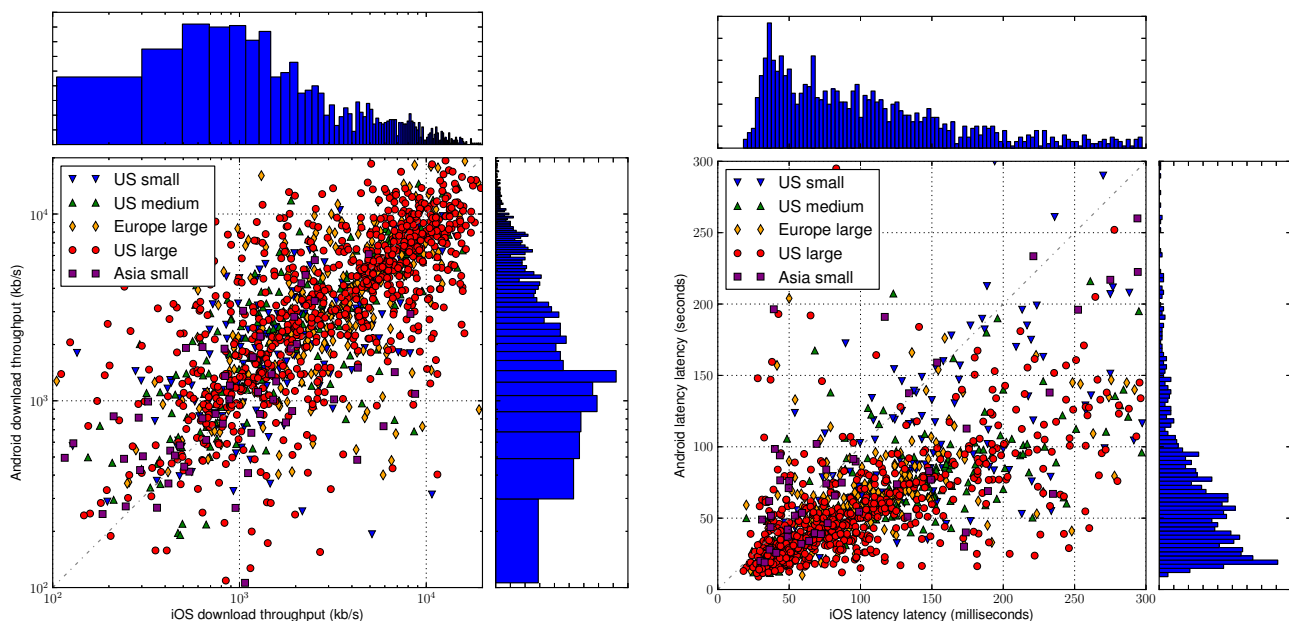 US small
US medium
Europe large
US large
Asia small
10^4
10^3
10^2
Android download throughput (kb/s)
10^2
10^3
10^4
iOS download throughput (kb/s)
US small
US medium
Europe large
US large
Asia small
300
250
200
150
100
50
0
Android latency (seconds)
0
50
100
150
200
250
300
iOS latency latency (milliseconds)